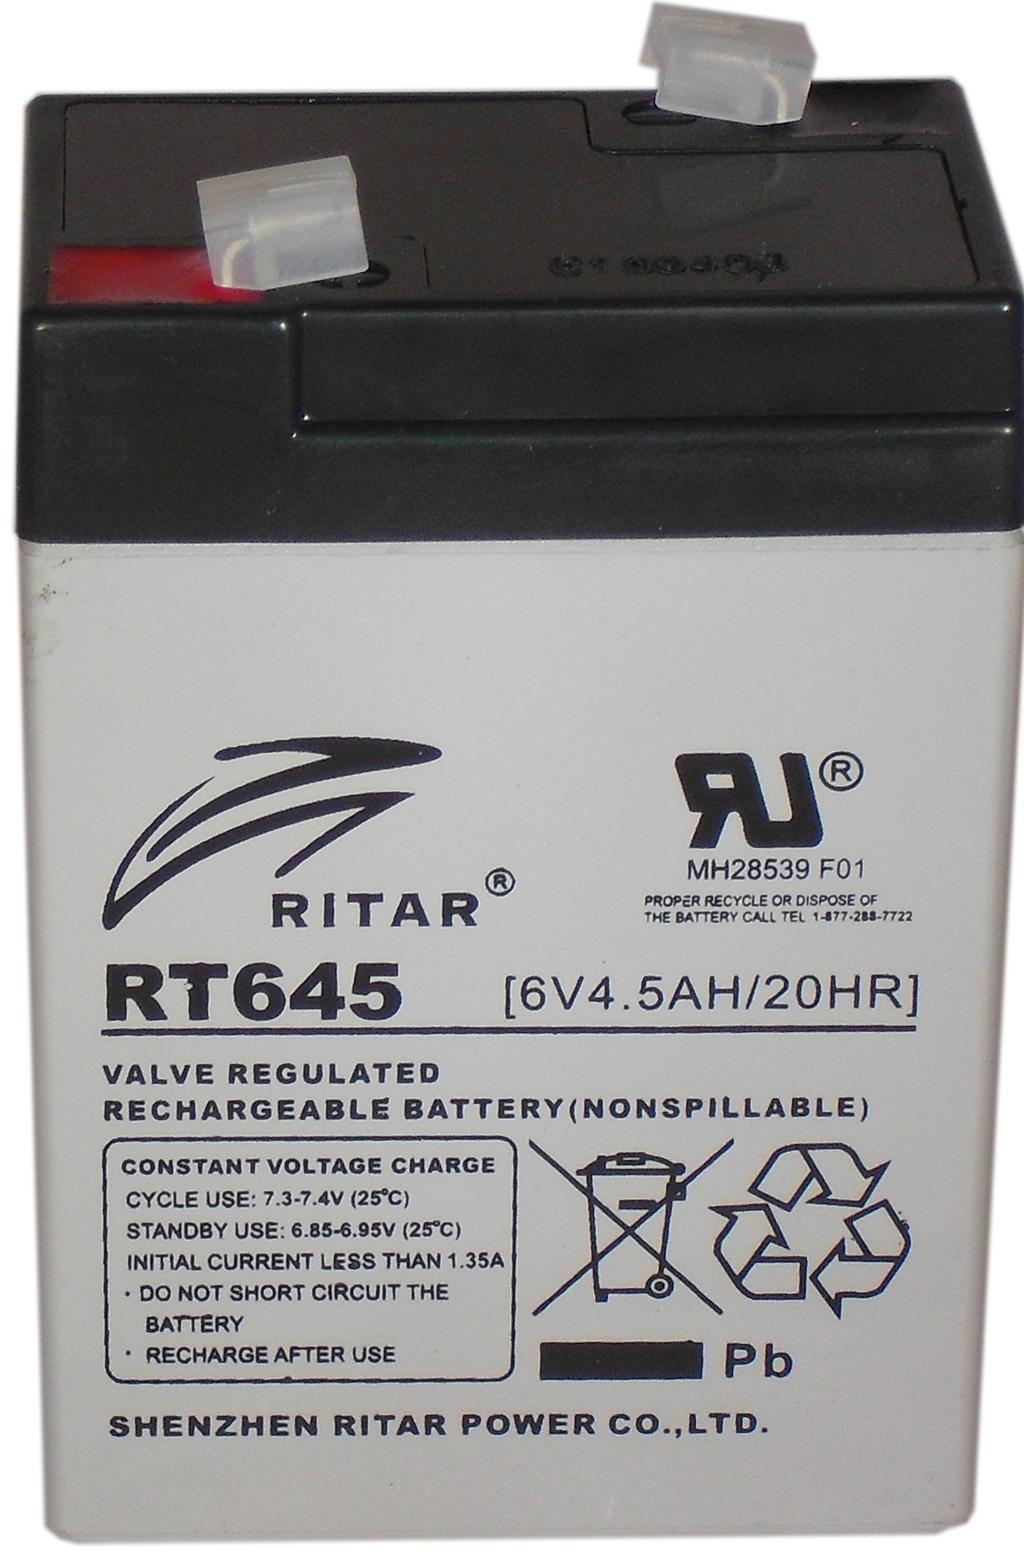 RITAR®
RU®
MH28539 F01
PROPER RECYCLE OR DISPOSE OF
THE BATTERY CALL TEL 1-877-288-7722
RT645 [6V4.5AH/20HR]
VALVE REGULATED
RECHARGEABLE BATTERY(NONSPILLABLE)
CONSTANT VOLTAGE CHARGE
CYCLE USE: 7.3-7.4V (25°C)
STANDBY USE: 6.85-6.95V (25°C)
INITIAL CURRENT LESS THAN 1.35A
· DO NOT SHORT CIRCUIT THE
BATTERY
· RECHARGE AFTER USE
Pb
SHENZHEN RITAR POWER CO.,LTD.